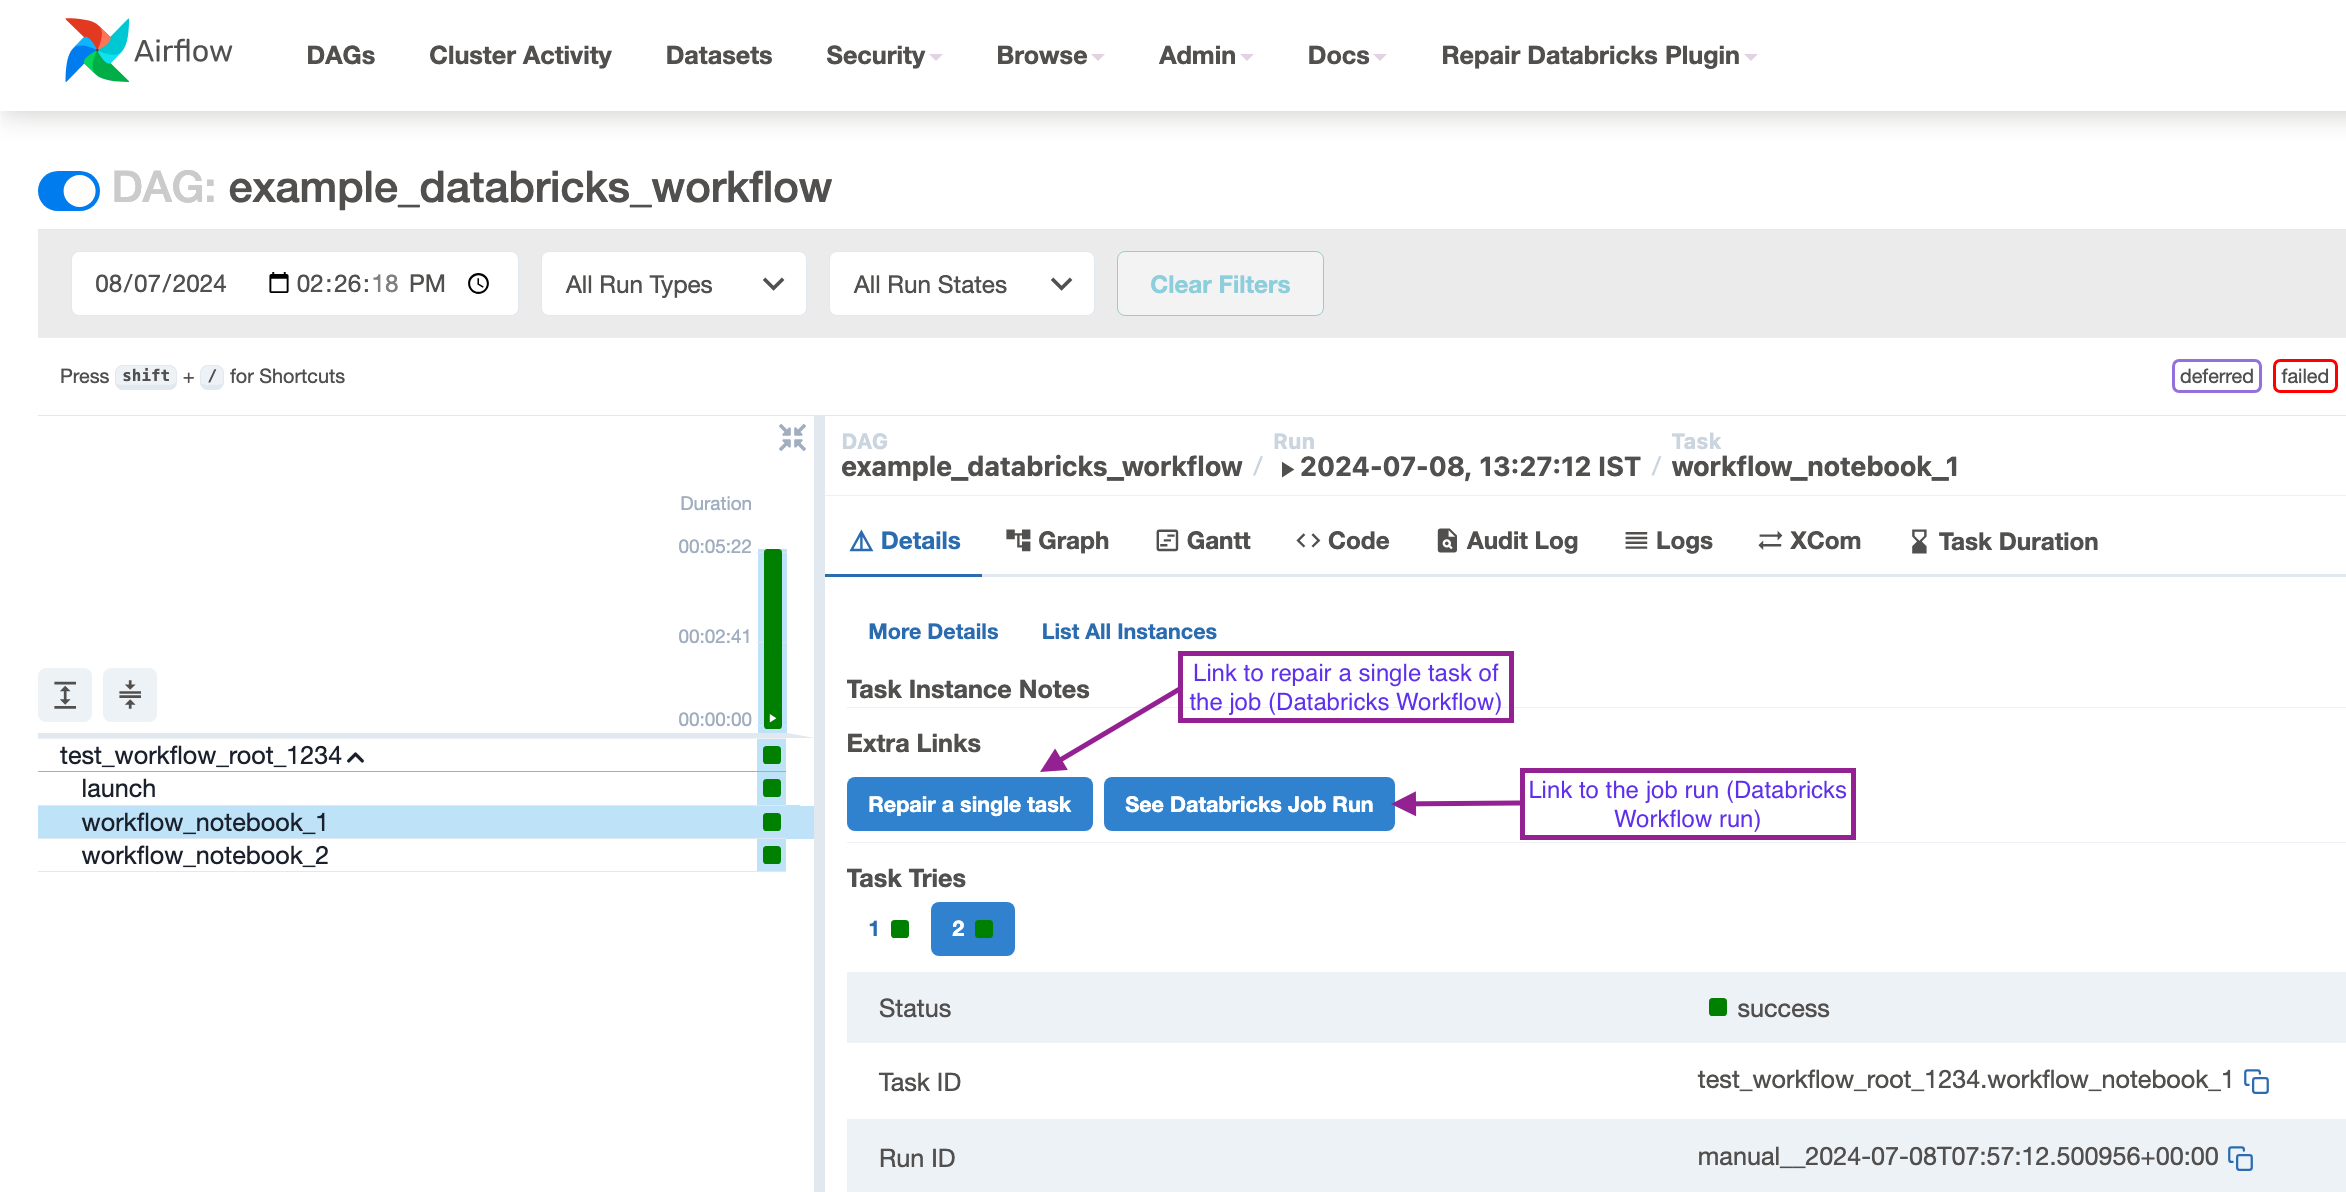 Airflow
DAGs Cluster Activity Datasets Security Browse Admin Docs Repair Databricks Plugin
DAG: example_databricks_workflow
08/07/2024 02:26:18 PM All Run Types All Run States Clear Filters
Press shift + / for Shortcuts
deferred failed
DAG Run Task
example_databricks_workflow / 2024-07-08, 13:27:12 IST / workflow_notebook_1
Duration
00:05:22
00:02:41
00:00:00
test_workflow_root_1234
launch
workflow_notebook_1
workflow_notebook_2
Details Graph Gantt Code Audit Log Logs XCom Task Duration
More Details List All Instances
Link to repair a single task of
the job (Databricks Workflow)
Task Instance Notes
Extra Links
Repair a single task See Databricks Job Run
Link to the job run (Databricks
Workflow run)
Task Tries
1 2
Status success
Task ID test_workflow_root_1234.workflow_notebook_1
Run ID manual__2024-07-08T07:57:12.500956+00:00